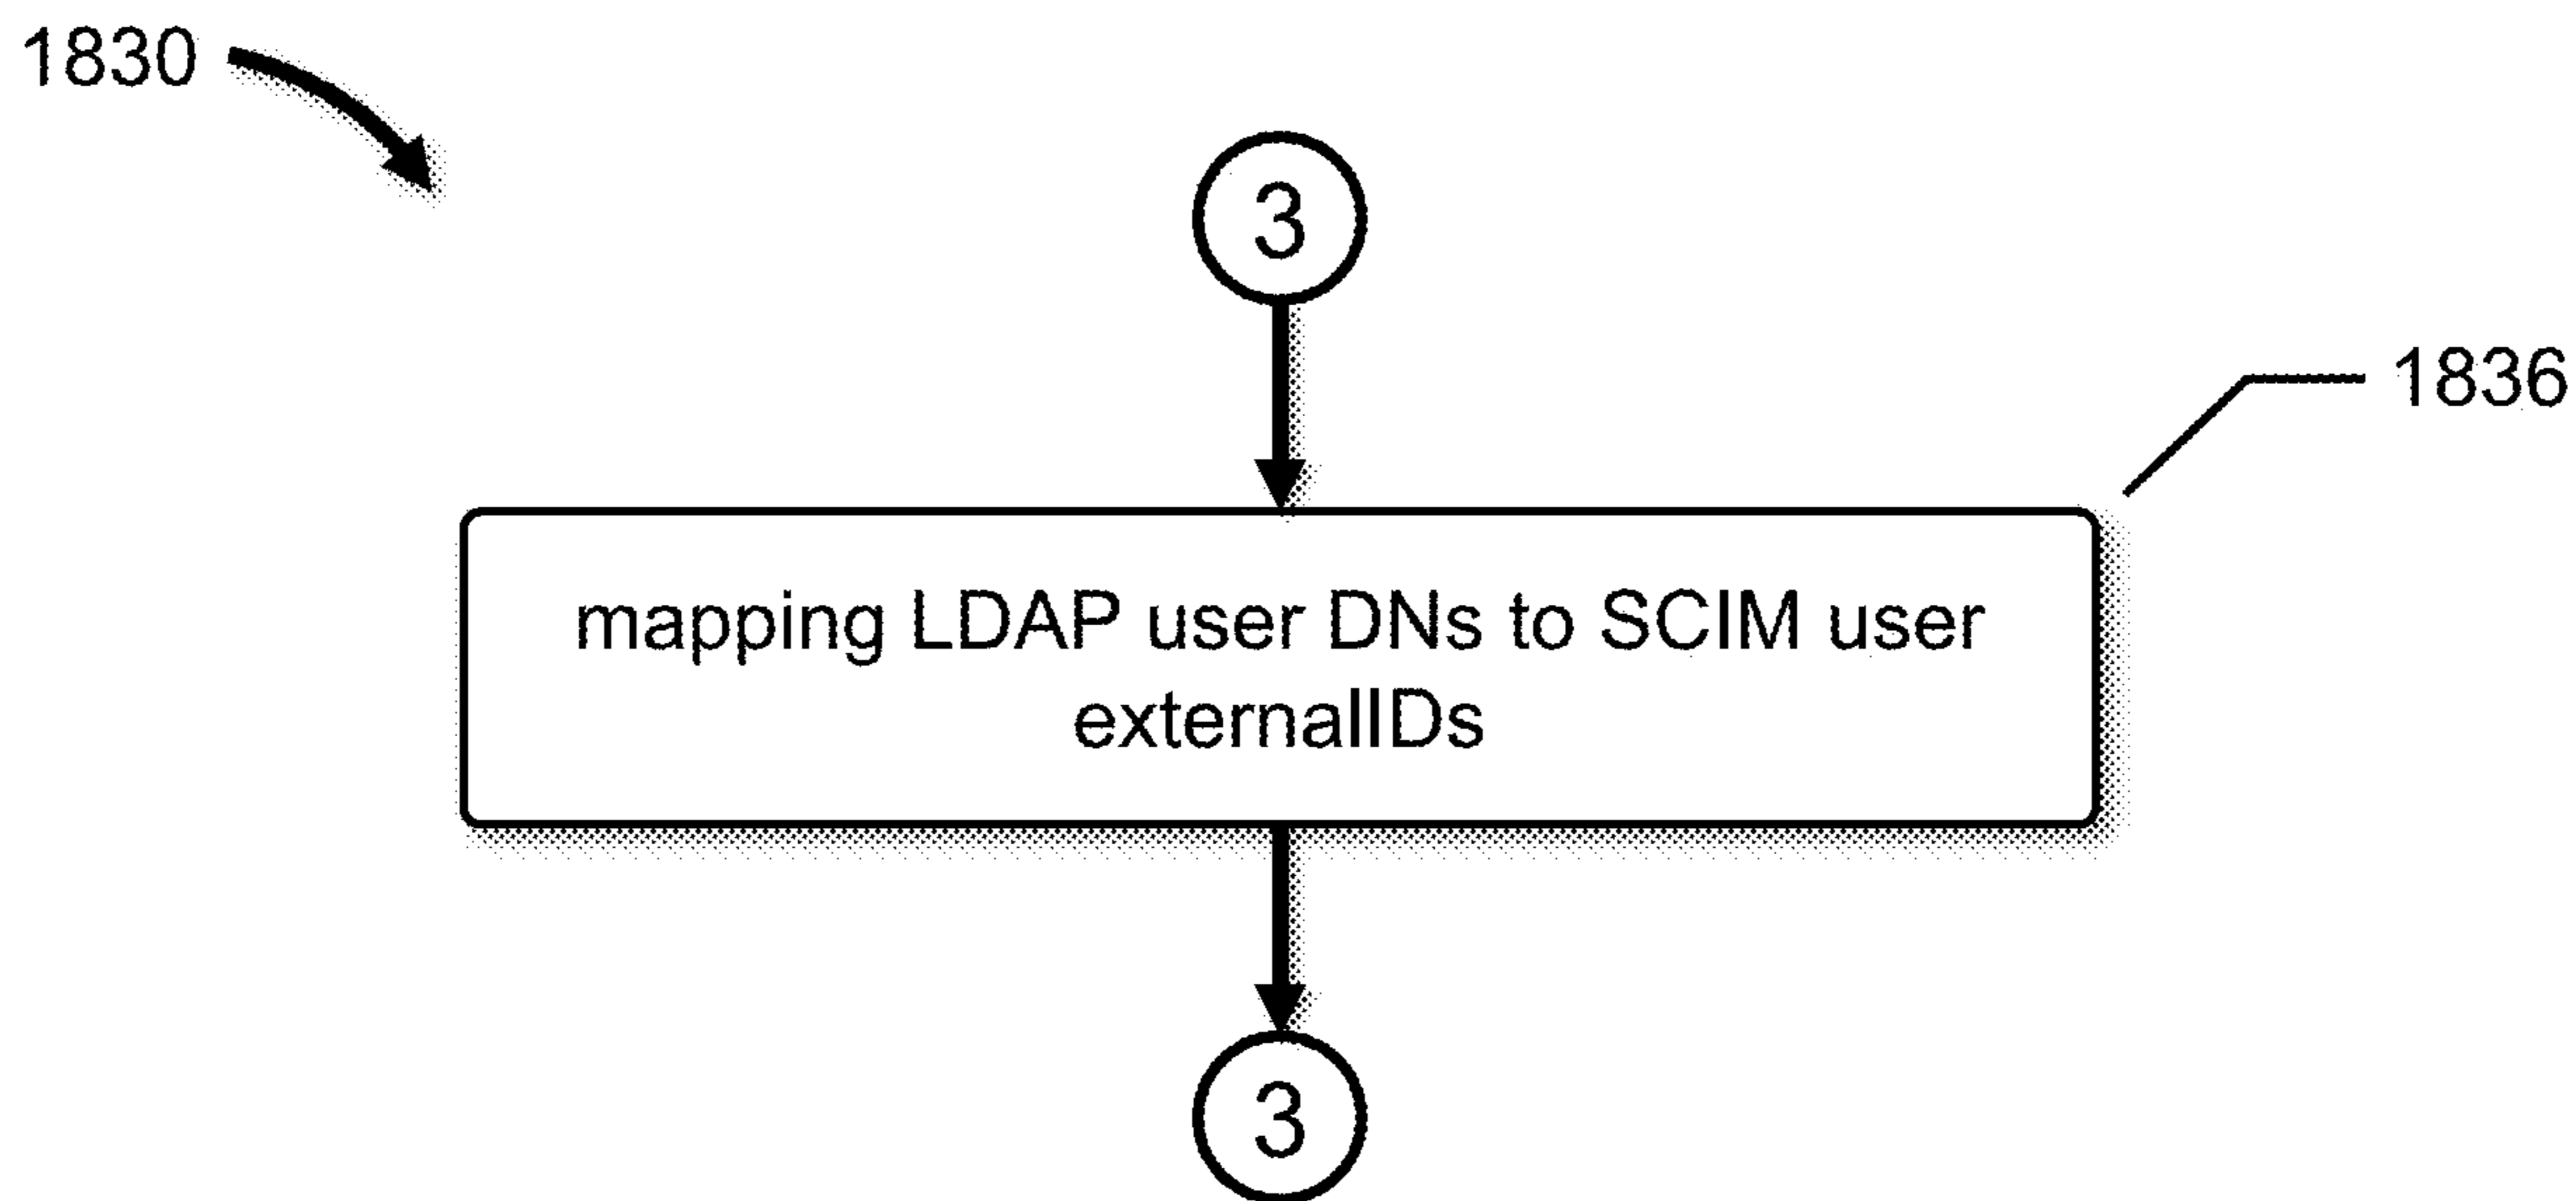 1830
3
1836
mapping LDAP user DNs to SCIM user
externalIDs
3